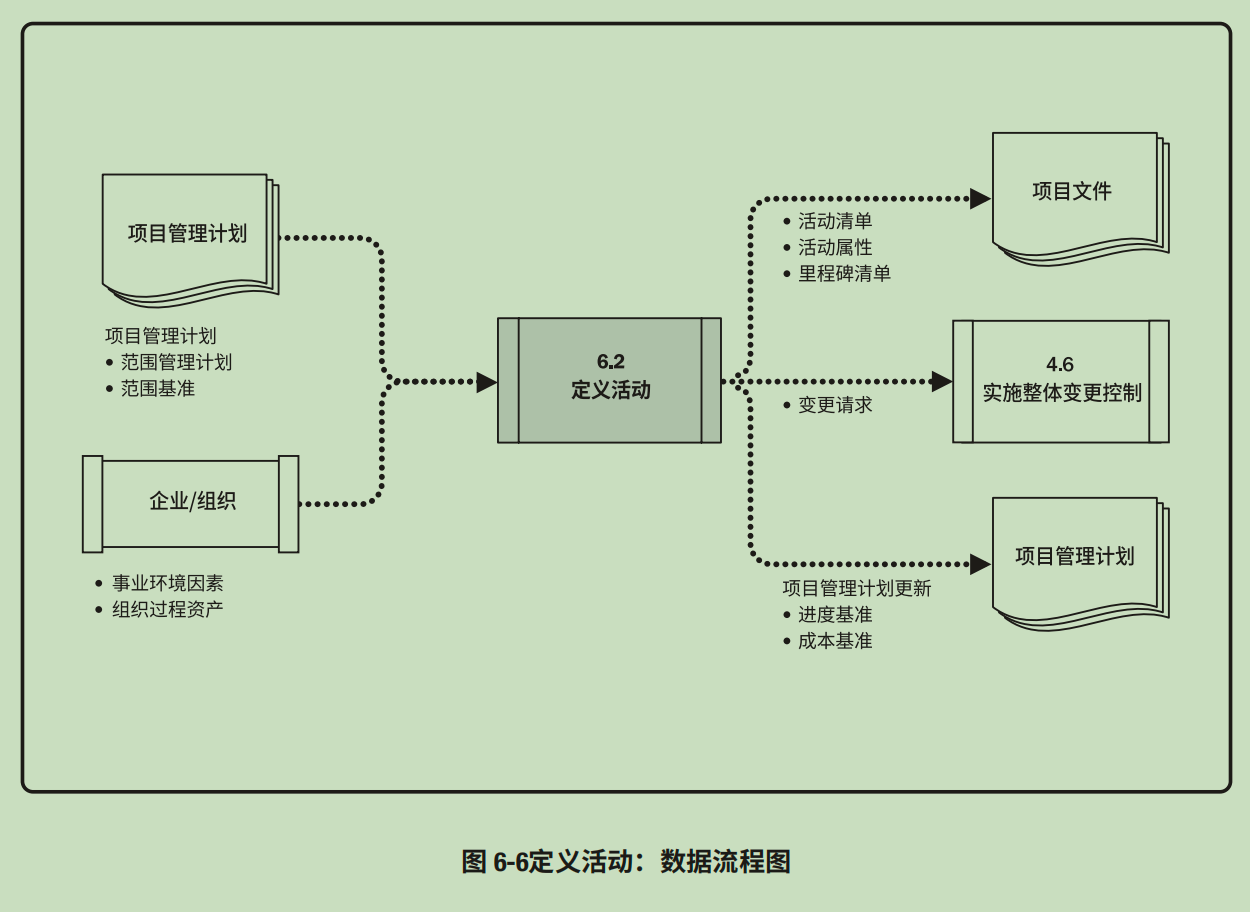 项目管理计划
项目管理计划
● 范围管理计划
● 范围基准
企业/组织
● 事业环境因素
● 组织过程资产
6.2
定义活动
项目文件
● 活动清单
● 活动属性
● 里程碑清单
4.6
实施整体变更控制
● 变更请求
项目管理计划
项目管理计划更新
● 进度基准
● 成本基准
图 6-6定义活动：数据流程图